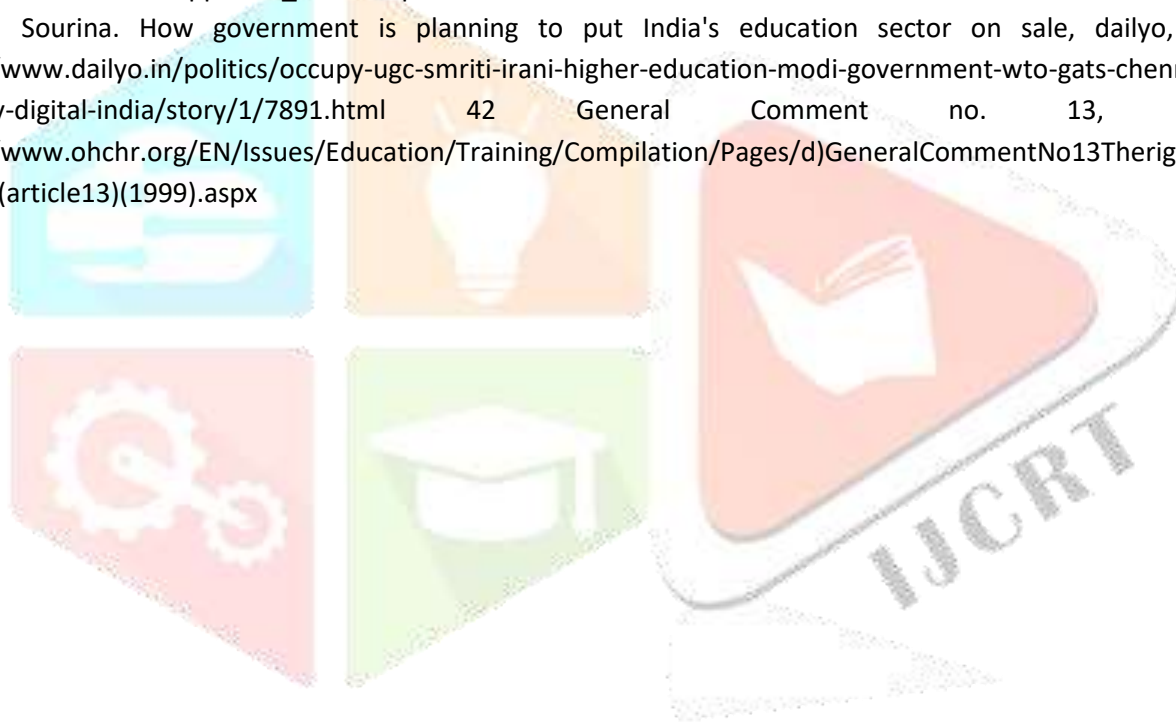 Sourina. How government is planning to put India's education sector on sale, dailyo,
/www.dailyo.in/politics/occupy-ugc-smriti-irani-higher-education-modi-government-wto-gats-chenn
y-digital-india/story/1/7891.html 42 General Comment no. 13,
/www.ohchr.org/EN/Issues/Education/Training/Compilation/Pages/d)GeneralCommentNo13Therig
(article13)(1999).aspx
IJCRT